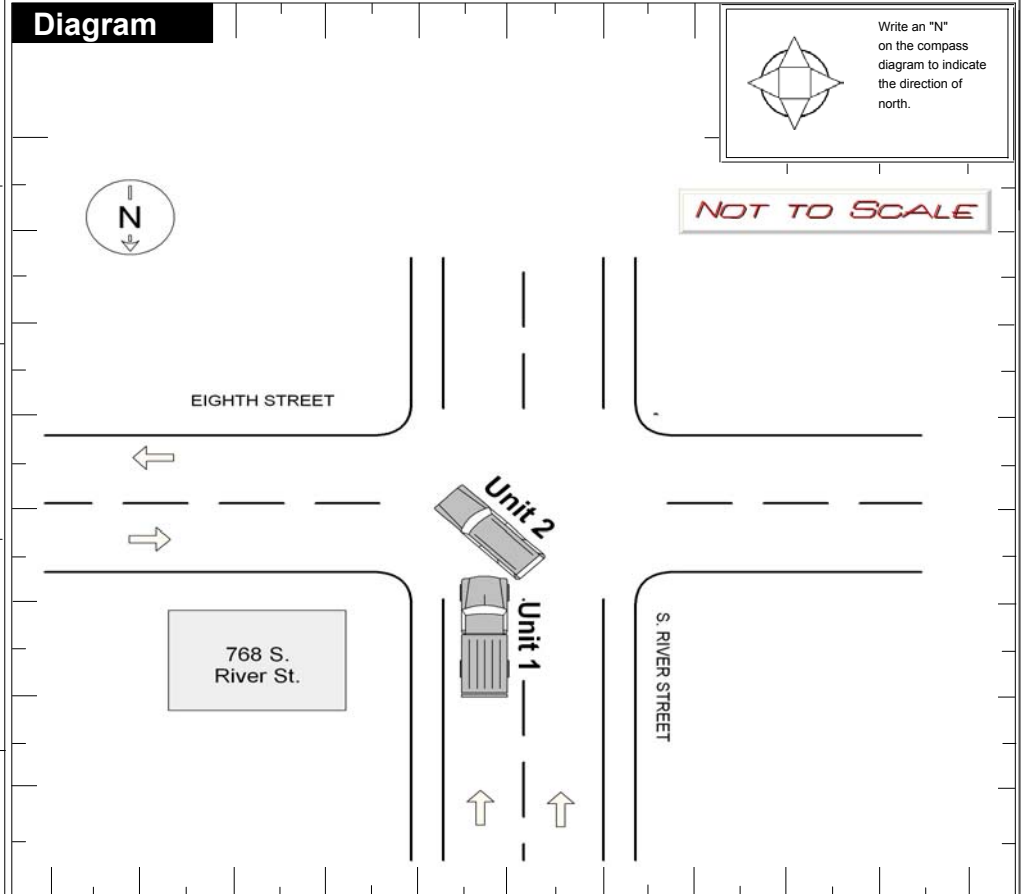 Diagram
Write an "N"
on the compass
diagram to indicate
the direction of
north.
N
NOT TO SCALE
EIGHTH STREET
Unit 2
Unit 1
768 S.
River St.
S. RIVER STREET